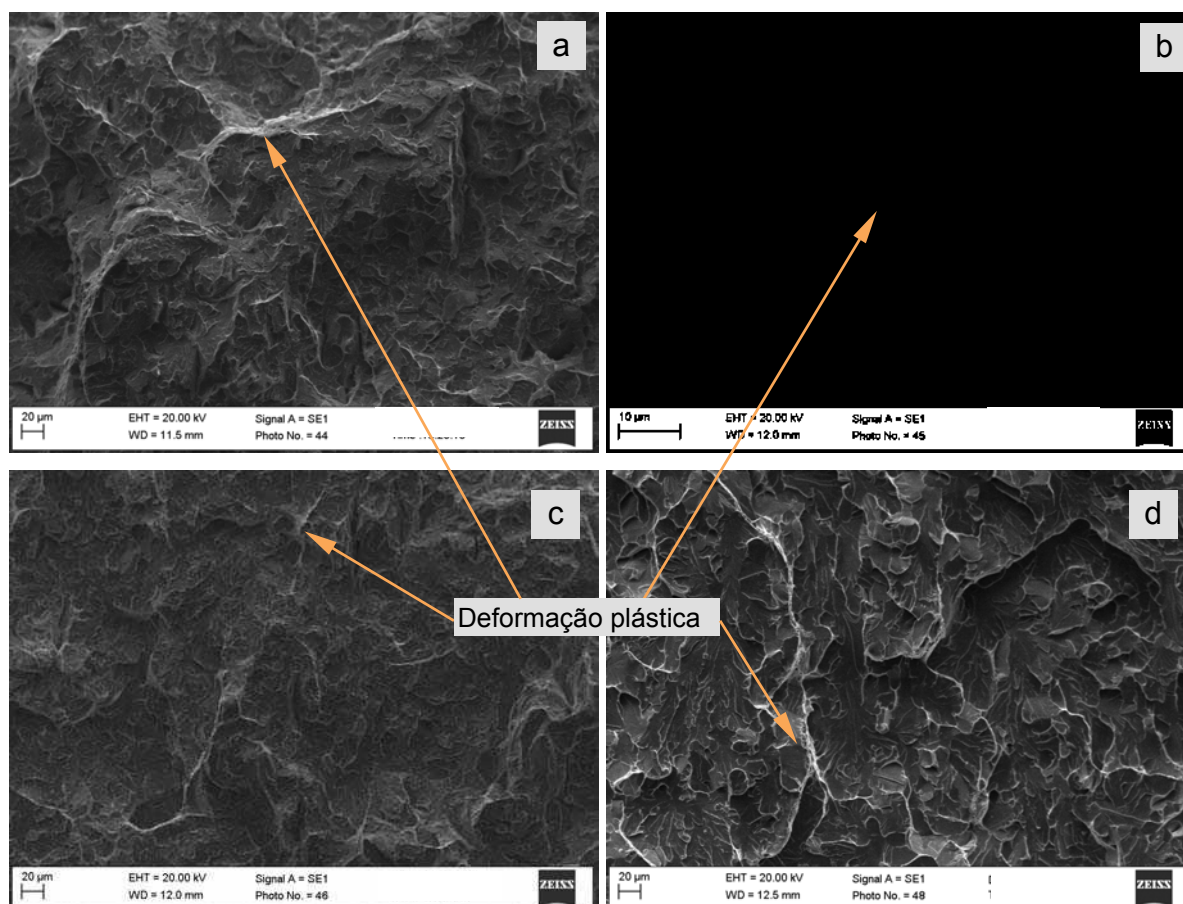 a
20 µm
EHT = 20.00 kV
Signal A = SE1
WD = 11.5 mm
Photo No. = 44
ZEISS
b
10 µm
EHT = 20.00 kV
Signal A = SE1
WD = 12.0 mm
Photo No. = 45
ZEISS
Deformação plástica
c
20 µm
EHT = 20.00 kV
Signal A = SE1
WD = 12.0 mm
Photo No. = 46
ZEISS
d
20 µm
EHT = 20.00 kV
Signal A = SE1
WD = 12.5 mm
Photo No. = 48
ZEISS